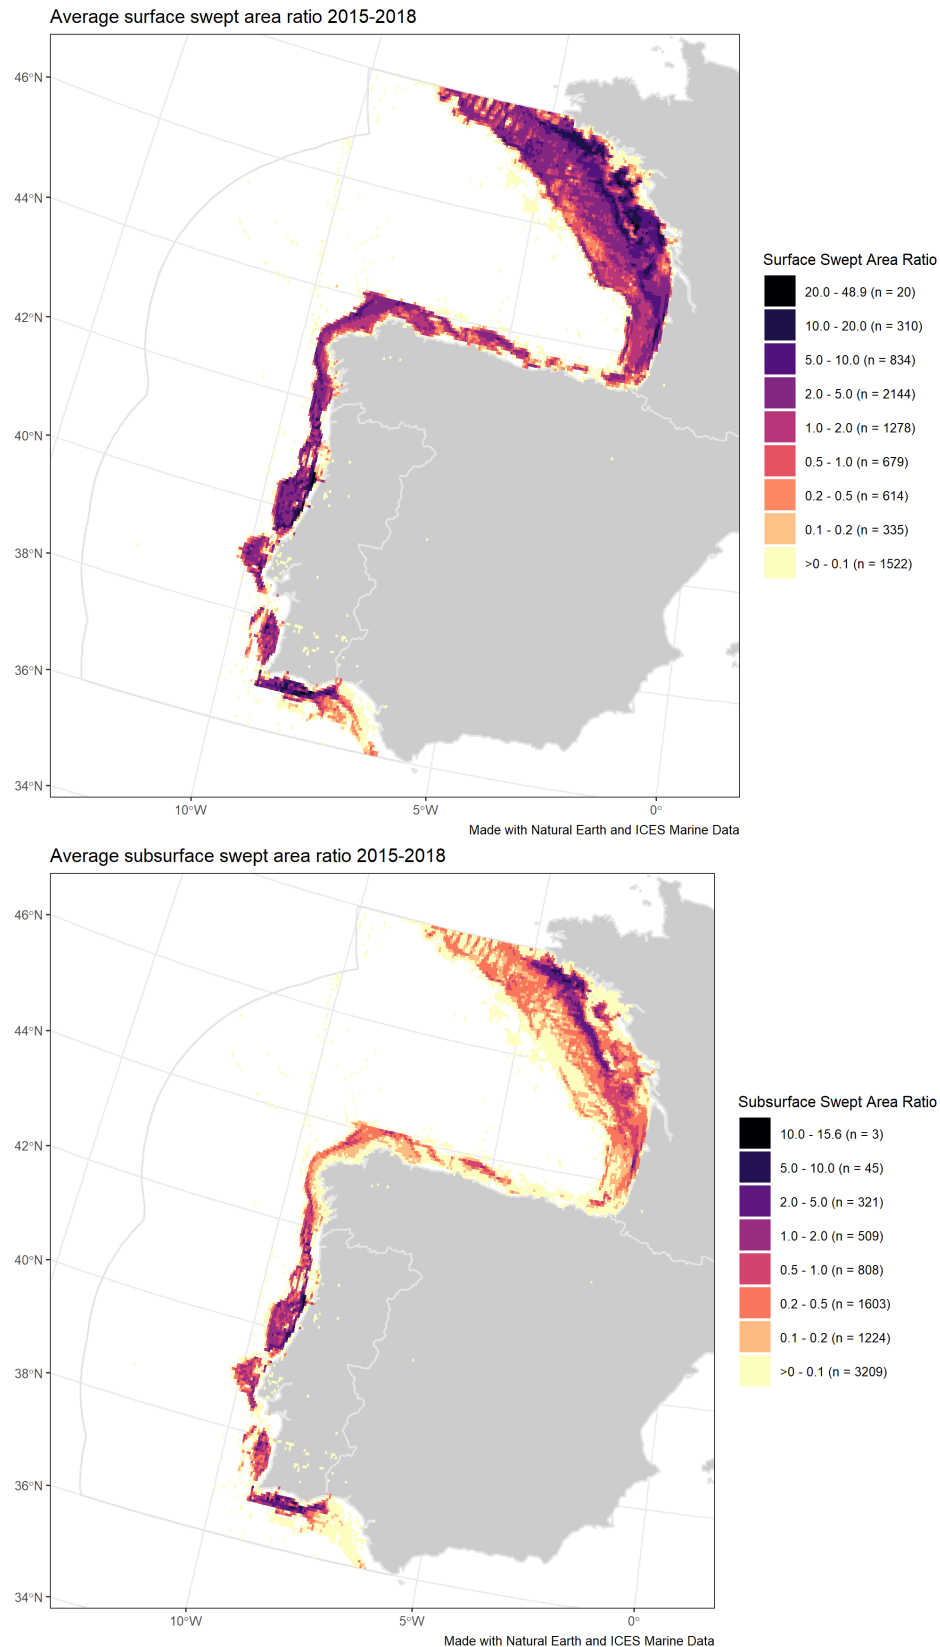 Average surface swept area ratio 2015-2018
46°N
44°N
42°N
40°N
38°N
36°N
34°N
10°W
5°W
0°
Surface Swept Area Ratio
20.0 - 48.9 (n = 20)
10.0 - 20.0 (n = 310)
5.0 - 10.0 (n = 834)
2.0 - 5.0 (n = 2144)
1.0 - 2.0 (n = 1278)
0.5 - 1.0 (n = 679)
0.2 - 0.5 (n = 614)
0.1 - 0.2 (n = 335)
>0 - 0.1 (n = 1522)
Made with Natural Earth and ICES Marine Data
Average subsurface swept area ratio 2015-2018
46°N
44°N
42°N
40°N
38°N
36°N
34°N
10°W
5°W
0°
Subsurface Swept Area Ratio
10.0 - 15.6 (n = 3)
5.0 - 10.0 (n = 45)
2.0 - 5.0 (n = 321)
1.0 - 2.0 (n = 509)
0.5 - 1.0 (n = 808)
0.2 - 0.5 (n = 1603)
0.1 - 0.2 (n = 1224)
>0 - 0.1 (n = 3209)
Made with Natural Earth and ICES Marine Data